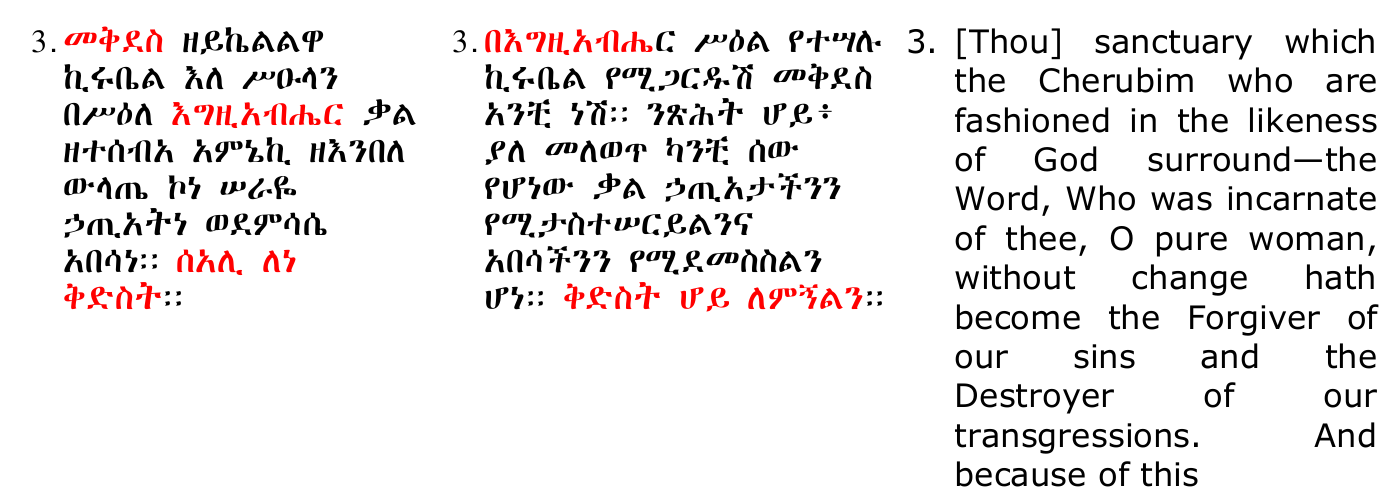 3. መቅደስ ዘይኬልልዋ
ኪሩቤል እለ ሥዑላን
በሥዕለ እግዚአብሔር ቃል
ዘተሰብአ አምኔኪ ዘእንበለ
ውላጤ ኮነ ሠራዬ
ኃጢአትነ ወደምሳሴ
አበሳነ፡፡ ሰአሊ ለነ
ቅድስት፡፡
3. በእግዚአብሔር ሥዕል የተሣሉ
ኪሩቤል የሚጋርዱሽ መቅደስ
አንቺ ነሽ፡፡ ንጽሕት ሆይ፥
ያለ መለወጥ ካንቺ ሰው
የሆነው ቃል ኃጢአታችንን
የሚታስተሠርይልንና
አበሳችንን የሚደመስስልን
ሆነ፡፡ ቅድስት ሆይ ለምኝልን፡፡
3. [Thou] sanctuary which
the Cherubim who are
fashioned in the likeness
of God surround—the
Word, Who was incarnate
of thee, O pure woman,
without change hath
become the Forgiver of
our sins and the
Destroyer of our
transgressions. And
because of this